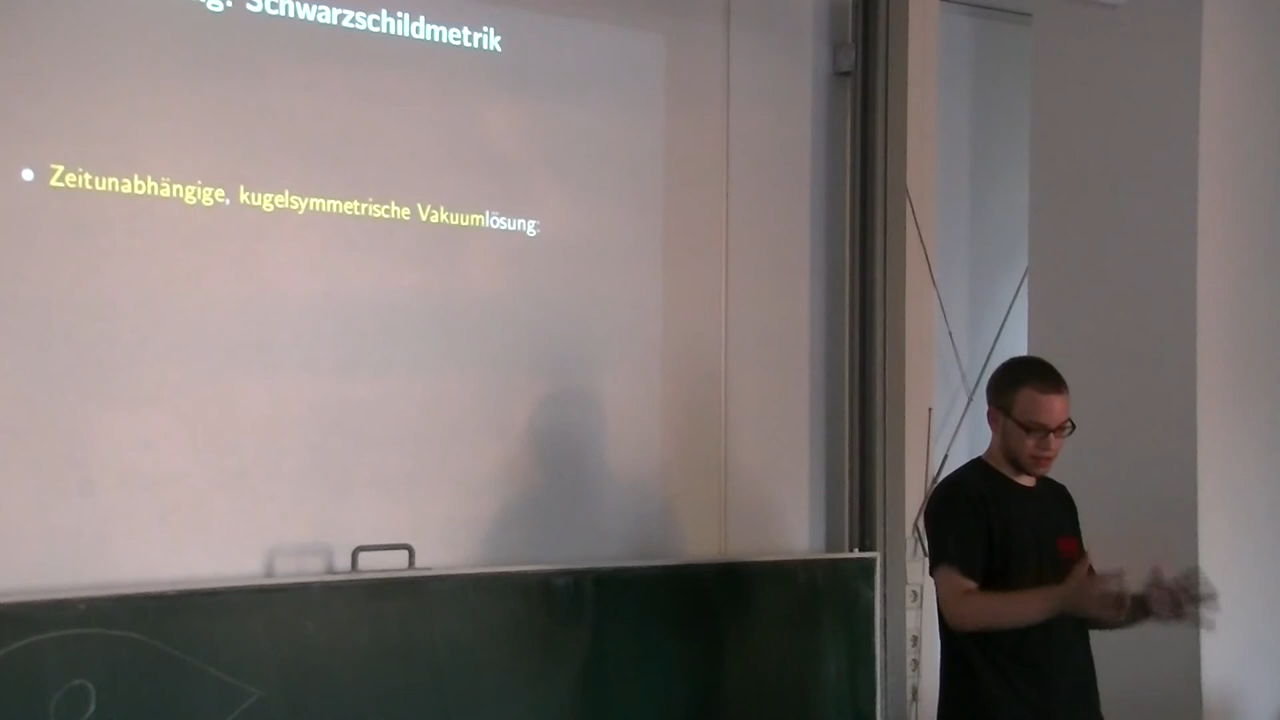 Schwarzschildmetrik
• Zeitunabhängige, kugelsymmetrische Vakuumlösung: